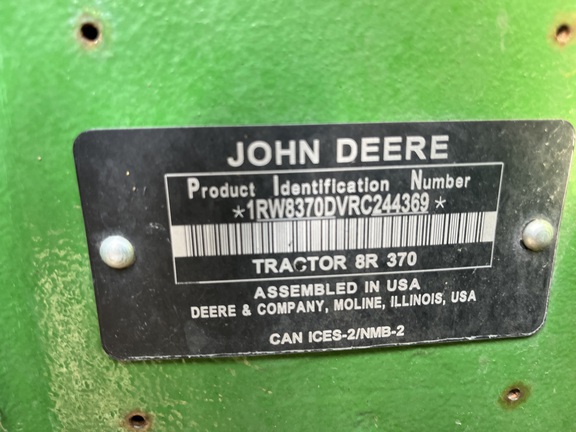 JOHN DEERE
Product Identification Number
*1RW8370DVRC244369*
TRACTOR 8R 370
ASSEMBLED IN USA
DEERE & COMPANY, MOLINE, ILLINOIS, USA
CAN ICES-2/NMB-2